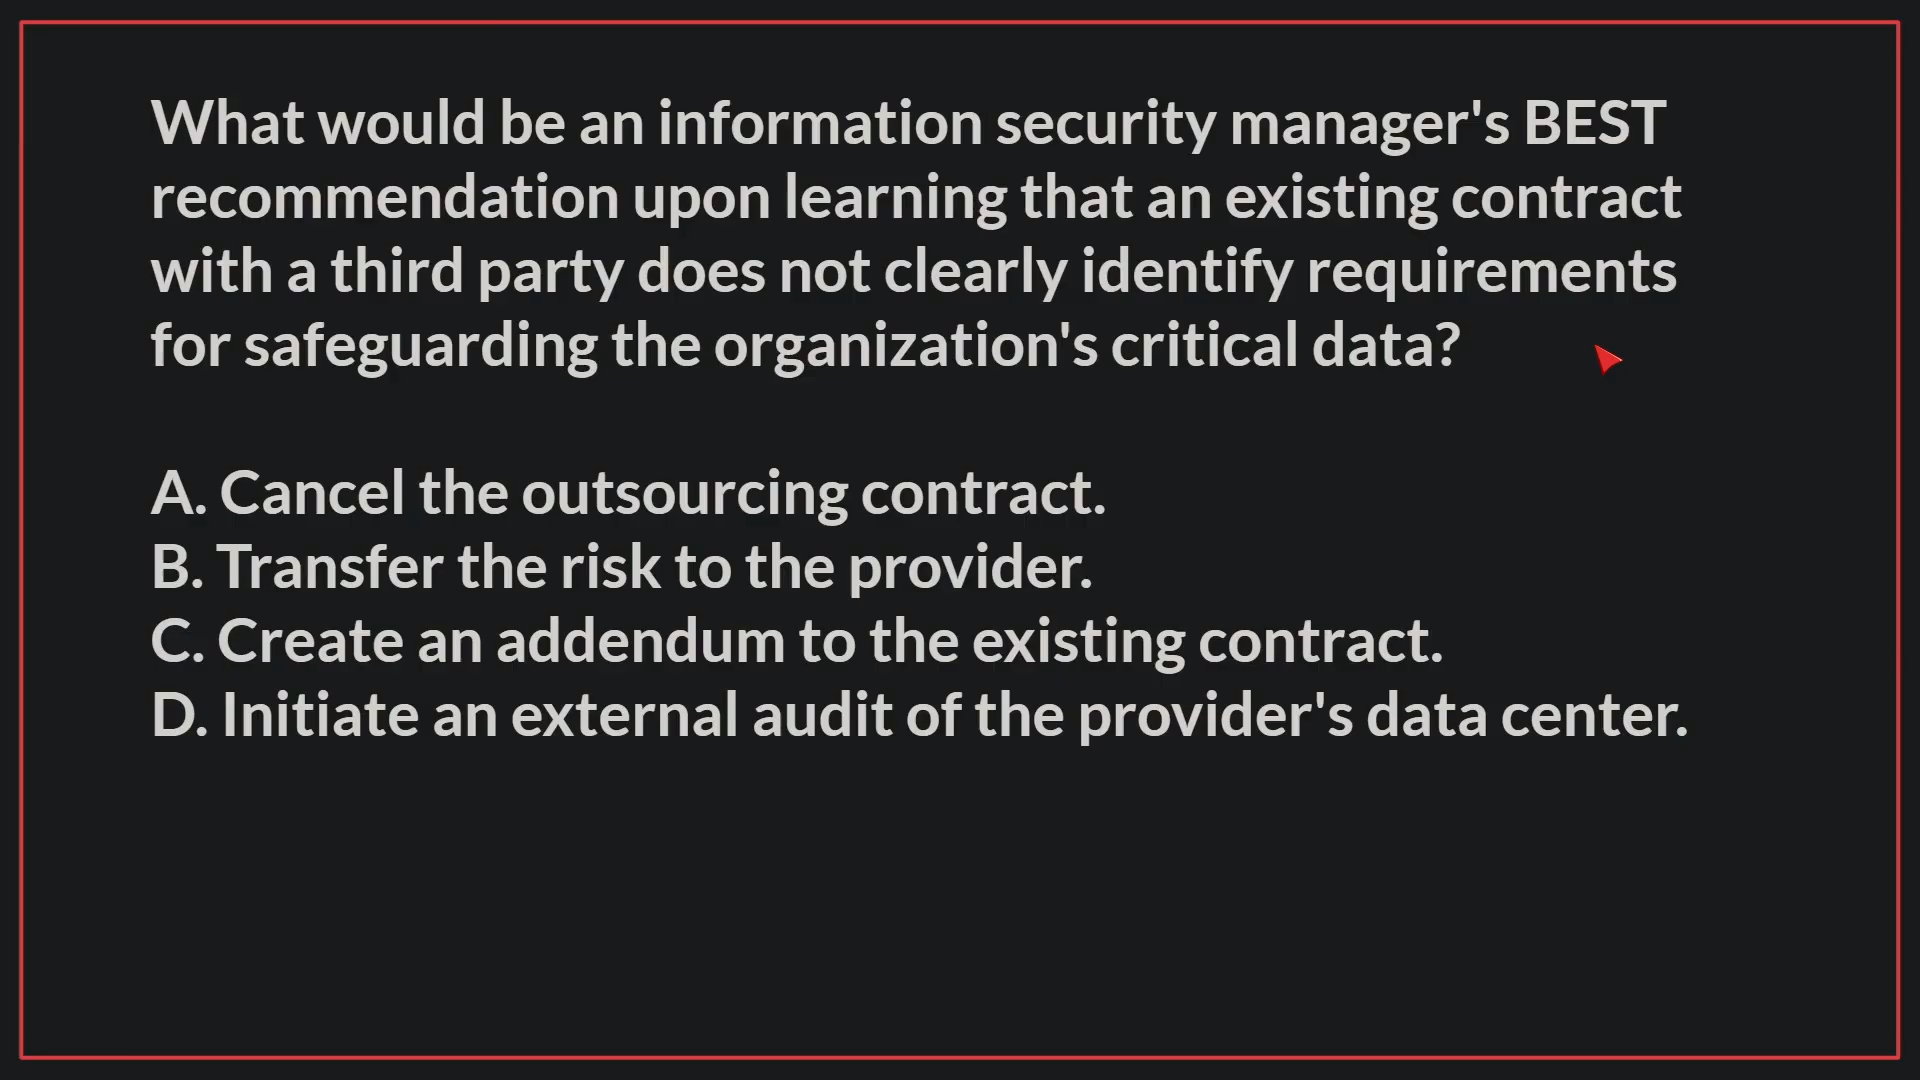 What would be an information security manager's BEST
recommendation upon learning that an existing contract
with a third party does not clearly identify requirements
for safeguarding the organization's critical data?
A. Cancel the outsourcing contract.
B. Transfer the risk to the provider.
C. Create an addendum to the existing contract.
D. Initiate an external audit of the provider's data center.